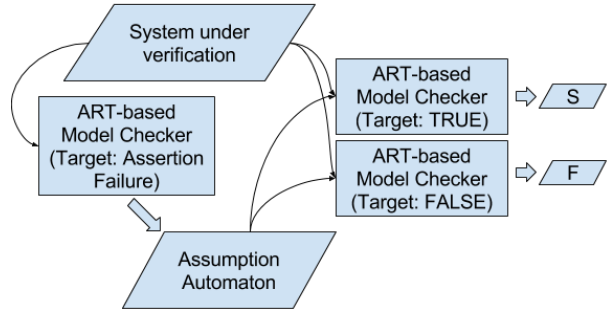 System under
verification
ART-based
Model Checker
(Target: Assertion
Failure)
ART-based
Model Checker
(Target: TRUE)
S
ART-based
Model Checker
(Target: FALSE)
F
Assumption
Automaton